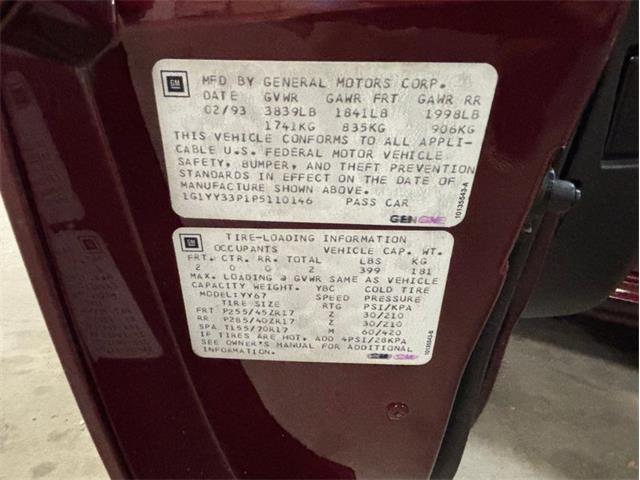 GM
MFD BY GENERAL MOTORS CORP.
DATE GVWR GAWR FRT GAWR RR
02/93 3839LB 1841LB 1998LB
1741KG 835KG 906KG
THIS VEHICLE CONFORMS TO ALL APPLI-
CABLE U.S. FEDERAL MOTOR VEHICLE
SAFETY, BUMPER, AND THEFT PREVENTION
STANDARDS IN EFFECT ON THE DATE OF
MANUFACTURE SHOWN ABOVE.
1G1YY33P1P5110146 PASS CAR
10135543-A
GM
TIRE-LOADING INFORMATION
OCCUPANTS VEHICLE CAP. WT.
FRT. CTR. RR. TOTAL LBS KG
2 0 0 2 399 181
MAX. LOADING @ GVWR SAME AS VEHICLE
CAPACITY WEIGHT. YBC COLD TIRE
MODEL:YY67 SPEED PRESSURE
TIRE SIZE RTG PSI/KPA
FRT P255/45ZR17 Z 30/210
RR P285/40ZR17 Z 30/210
SPA T155/70R17 M 60/420
IF TIRES ARE HOT, ADD 4PSI/28KPA
SEE OWNER'S MANUAL FOR ADDITIONAL
INFORMATION.